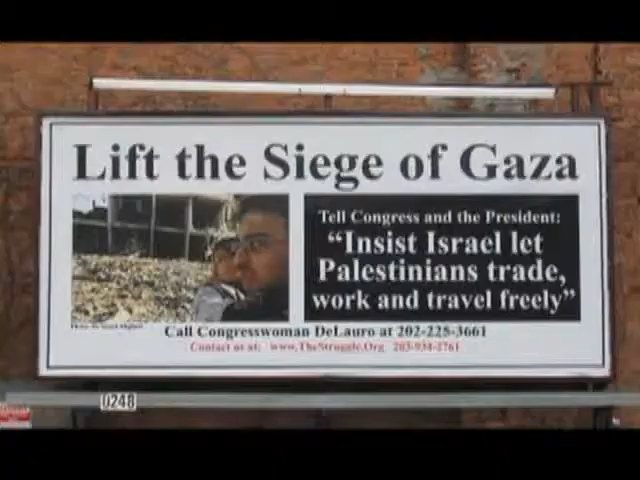 Lift the Siege of Gaza
Tell Congress and the President:
“Insist Israel let
Palestinians trade,
work and travel freely”
Call Congresswoman DeLauro at 202-225-3661
Contact us at: www.TheStruggle.Org 203-934-2761
0248